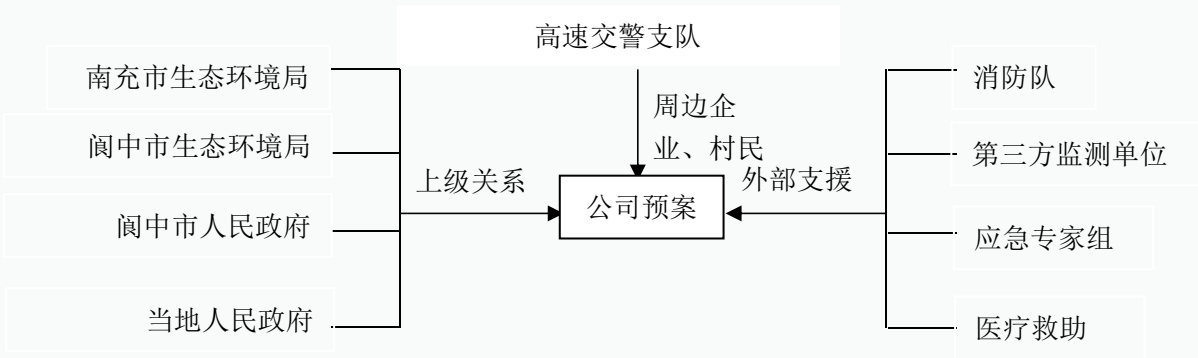 高速交警支队
南充市生态环境局
阆中市生态环境局
阆中市人民政府
当地人民政府
上级关系
周边企
业、村民
公司预案
外部支援
消防队
第三方监测单位
应急专家组
医疗救助